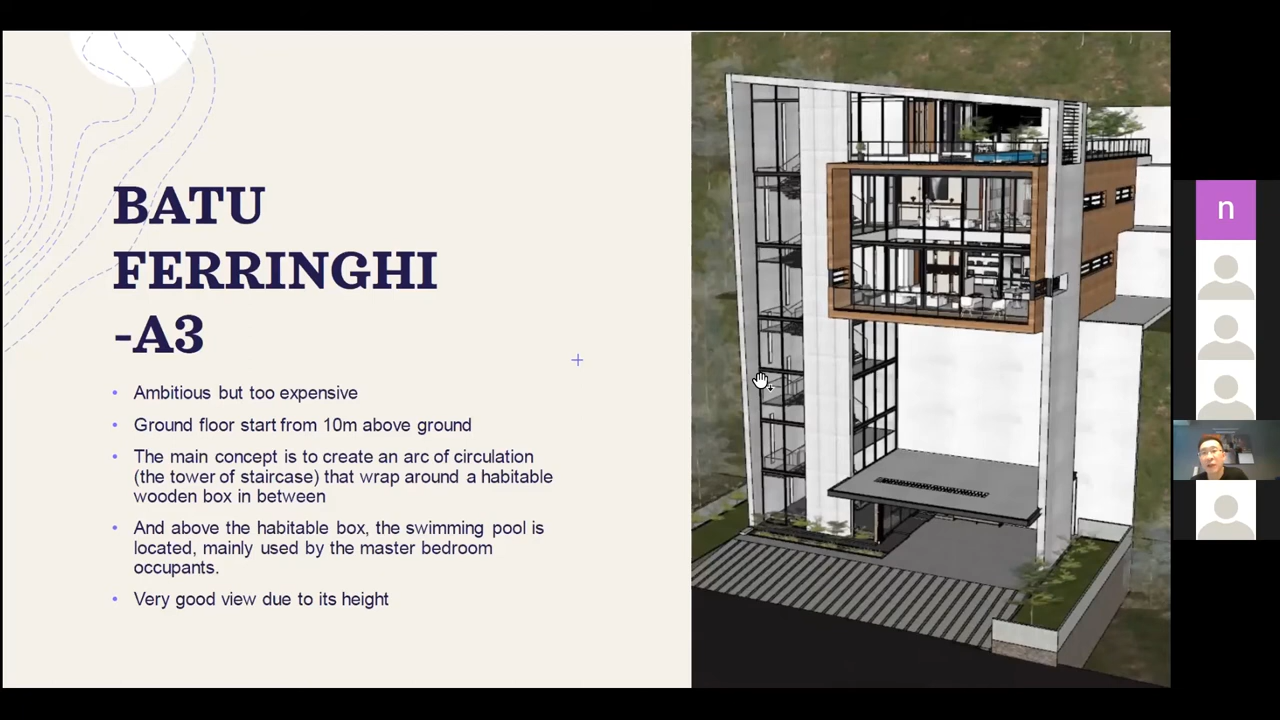 BATU
FERRINGHI
-A3
• Ambitious but too expensive
• Ground floor start from 10m above ground
• The main concept is to create an arc of circulation
(the tower of staircase) that wrap around a habitable
wooden box in between
• And above the habitable box, the swimming pool is
located, mainly used by the master bedroom
occupants.
• Very good view due to its height
n